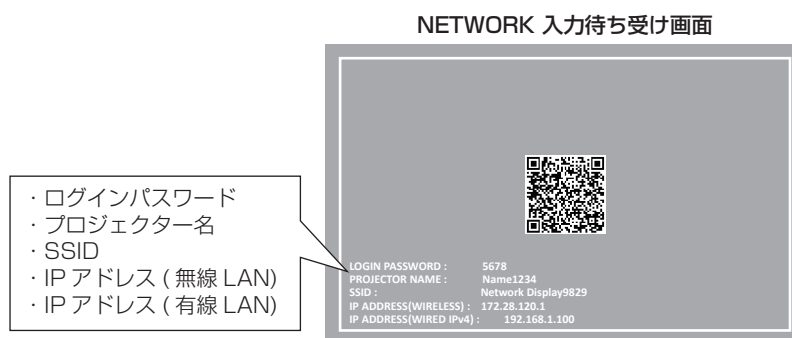 NETWORK 入力待ち受け画面
・ログインパスワード
・プロジェクター名
・SSID
・IP アドレス ( 無線 LAN)
・IP アドレス ( 有線 LAN)
LOGIN PASSWORD : 5678
PROJECTOR NAME : Name1234
SSID : Network Display9829
IP ADDRESS(WIRELESS) : 172.28.120.1
IP ADDRESS(WIRED IPv4) : 192.168.1.100